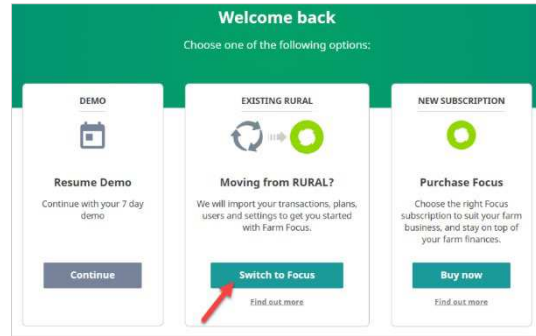 Welcome back
Choose one of the following options:
DEMO
Resume Demo
Continue with your 7 day
demo
Continue
EXISTING RURAL
Moving from RURAL?
We will import your transactions, plans,
users and settings to get you started
with Farm Focus.
Switch to Focus
Find out more
NEW SUBSCRIPTION
Purchase Focus
Choose the right Focus
subscription to suit your farm
business, and stay on top of
your farm finances.
Buy now
Find out more